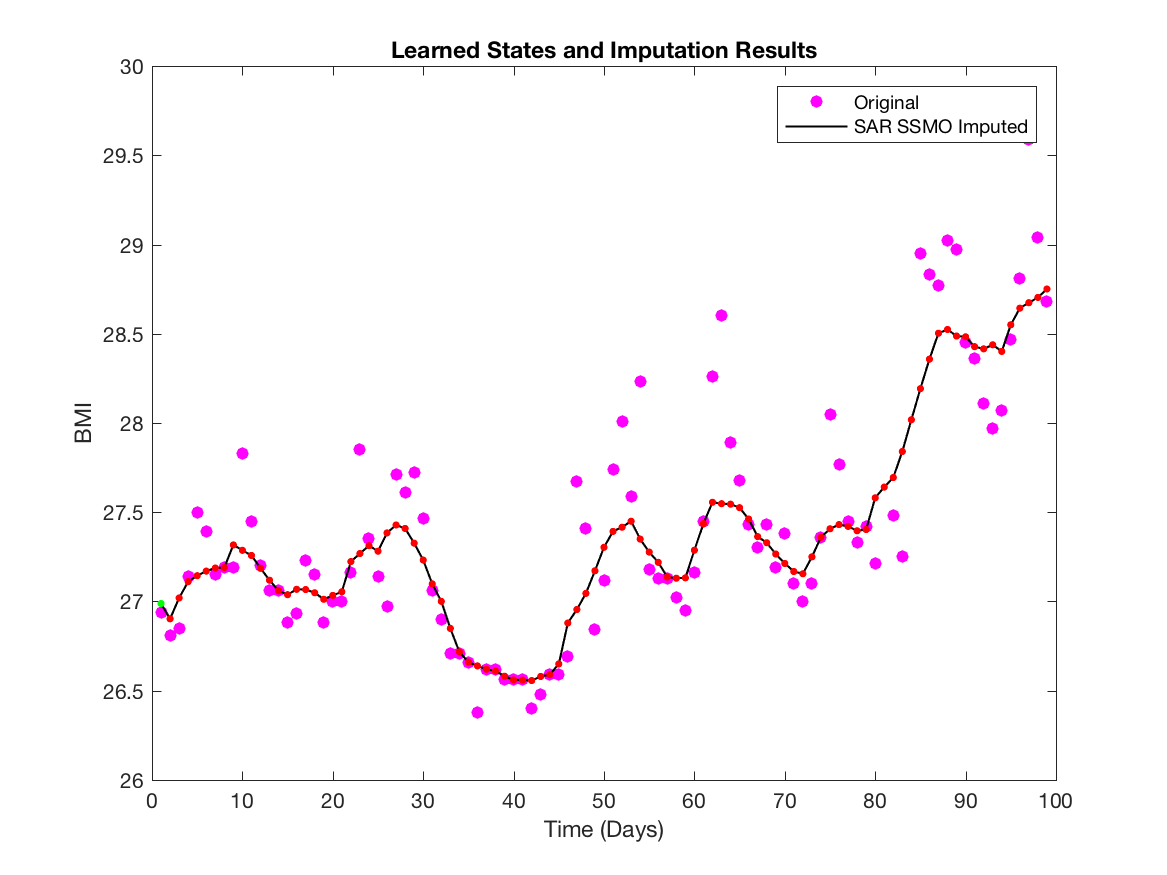 Learned States and Imputation Results
30
29.5
29
28.5
28
27.5
27
26.5
26
BMI
Original
SAR SSMO Imputed
0 10 20 30 40 50 60 70 80 90 100
Time (Days)